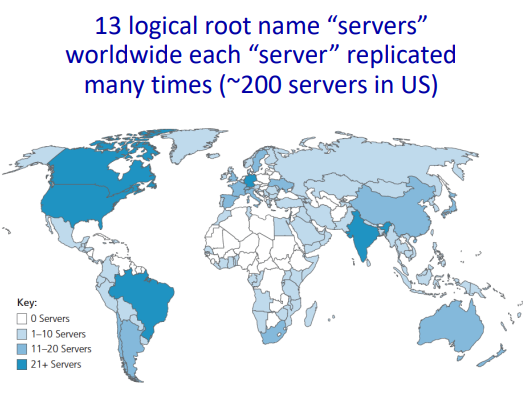 13 logical root name “servers”
worldwide each “server” replicated
many times (~200 servers in US)
Key:
0 Servers
1–10 Servers
11–20 Servers
21+ Servers